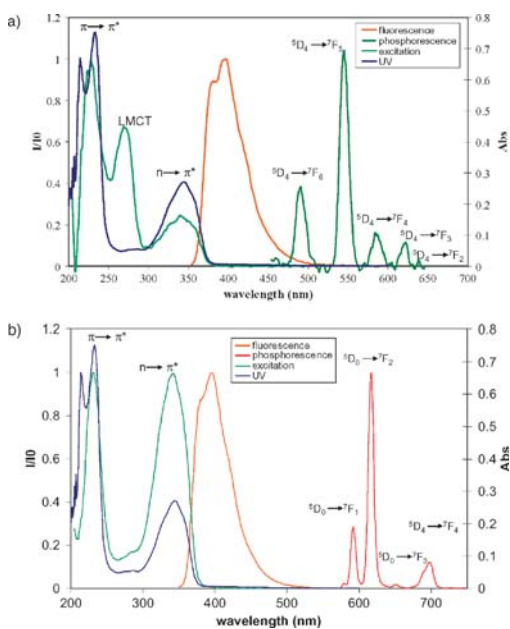 a)
π→π*
LMCT
n→π*
⁵D₄→⁷F₅
fluorescence
phosphorescence
excitation
UV
⁵D₄→⁷F₆
⁵D₄→⁷F₄
⁵D₄→⁷F₃
⁵D₄→⁷F₂
I/I0
1.2
1
0.8
0.6
0.4
0.2
0
Abs
0.8
0.7
0.6
0.5
0.4
0.3
0.2
0.1
0
200 250 300 350 400 450 500 550 600 650 700
wavelength (nm)
b)
π→π*
n→π*
fluorescence
phosphorescence
excitation
UV
⁵D₀→⁷F₂
⁵D₀→⁷F₁
⁵D₄→⁷F₄
⁵D₀→⁷F₃
I/I0
1.2
1
0.8
0.6
0.4
0.2
0
Abs
0.8
0.7
0.6
0.5
0.4
0.3
0.2
0.1
0
200 300 400 500 600 700
wavelength (nm)